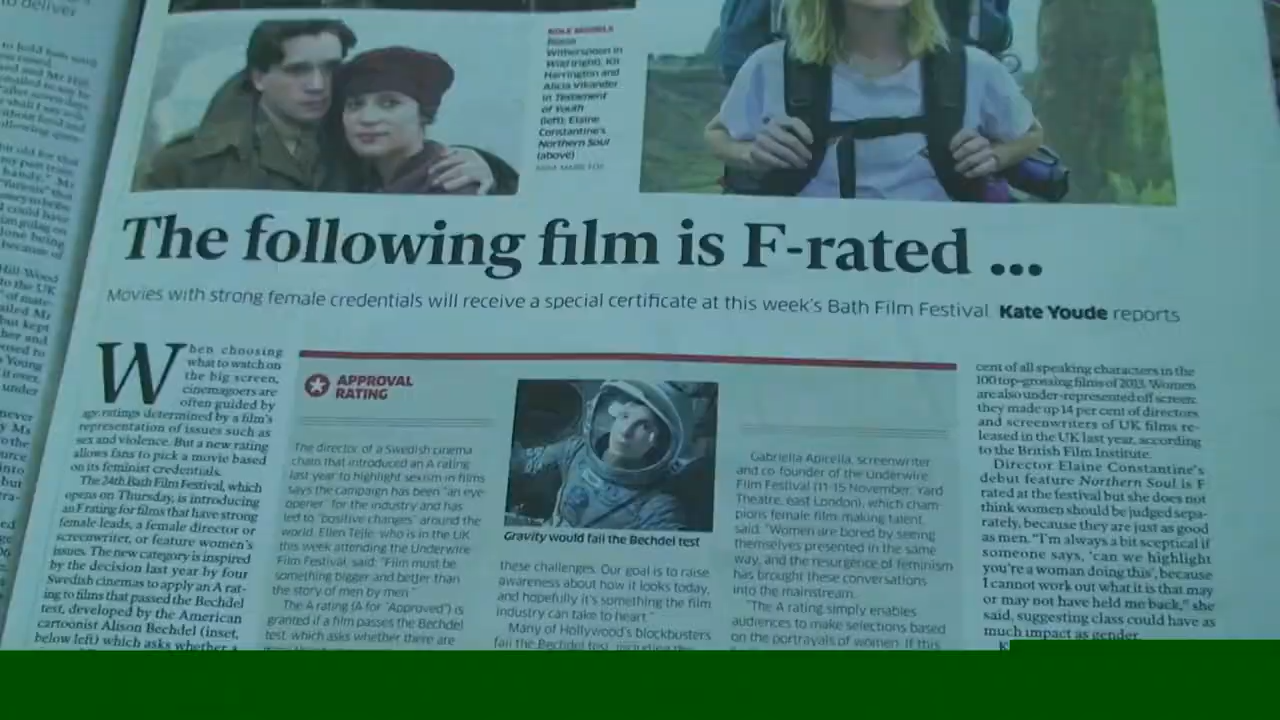 to deliver
ROLE MODELS
Reese
Witherspoon in
Wild (right); Kit
Harrington and
Alicia Vikander
in Testament
of Youth
(left); Elaine
Constantine's
Northern Soul
(above)
The following film is F-rated ...
Movies with strong female credentials will receive a special certificate at this week's Bath Film Festival. Kate Youde reports
When choosing
what to watch on
the big screen,
cinemagoers are
often guided by
age ratings determined by a film's
representation of issues such as
sex and violence. But a new rating
allows fans to pick a movie based
on its feminist credentials.
The 24th Bath Film Festival, which
opens on Thursday, is introducing
an F rating for films that have strong
female leads, a female director or
screenwriter, or feature women's
issues. The new category is inspired
by the decision last year by four
Swedish cinemas to apply an A rat-
ing to films that passed the Bechdel
test, developed by the American
cartoonist Alison Bechdel (inset,
below left) which asks whether a
APPROVAL
RATING
The director of a Swedish cinema
chain that introduced an A rating
last year to highlight sexism in films
says the campaign has been "an eye-
opener" for the industry and has
led to "positive changes" around the
world. Ellen Tejle, who is in the UK
this week attending the Underwire
Film Festival, said: "Film must be
something bigger and better than
the story of men by men."
The A rating (A for "Approved") is
granted if a film passes the Bechdel
test, which asks whether there are
Gravity would fail the Bechdel test
these challenges. Our goal is to raise
awareness about how it looks today,
and hopefully it's something the film
industry can take to heart."
Many of Hollywood's blockbusters
fail the Bechdel test, including the
Gabriella Apicella, screenwriter
and co-founder of the Underwire
Film Festival (11-15 November, Yard
Theatre, east London), which cham-
pions female film-making talent,
said: "Women are bored by seeing
themselves presented in the same
way, and the resurgence of feminism
has brought these conversations
into the mainstream.
"The A rating simply enables
audiences to make selections based
on the portrayals of women. If this
cent of all speaking characters in the
100 top-grossing films of 2013. Women
are also under-represented off screen:
they made up 14 per cent of directors
and screenwriters of UK films re-
leased in the UK last year, according
to the British Film Institute.
Director Elaine Constantine's
debut feature Northern Soul is F
rated at the festival but she does not
think women should be judged sepa-
rately, because they are just as good
as men. "I'm always a bit sceptical if
someone says, 'can we highlight
you're a woman doing this', because
I cannot work out what it is that may
or may not have held me back," she
said, suggesting class could have as
much impact as gender.